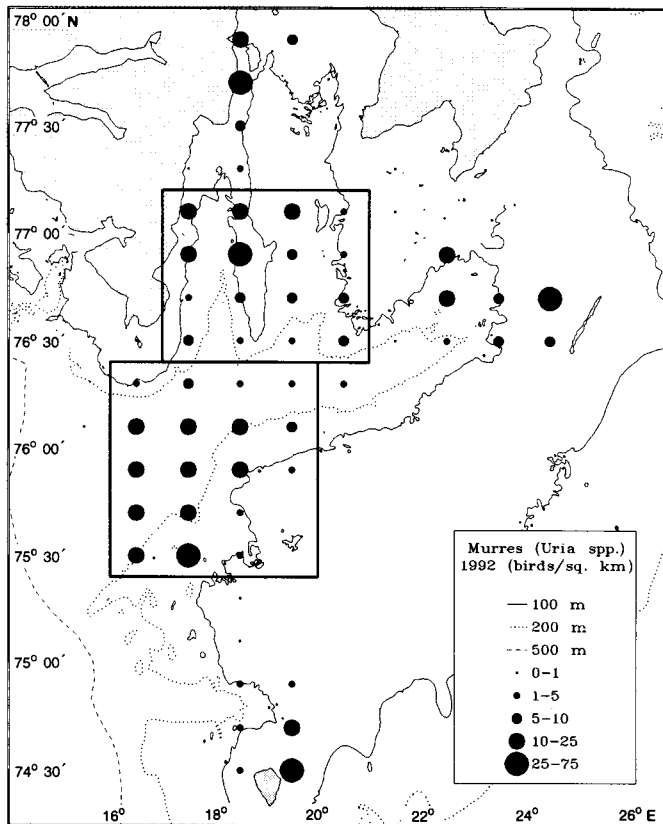 78° 00´ N
77° 30´
77° 00´
76° 30´
76° 00´
75° 30´
75° 00´
74° 30´
Murres (Uria spp.)
1992 (birds/sq. km)
100 m
200 m
500 m
0-1
1-5
5-10
10-25
25-75
16° 18° 20° 22° 24° 26° E